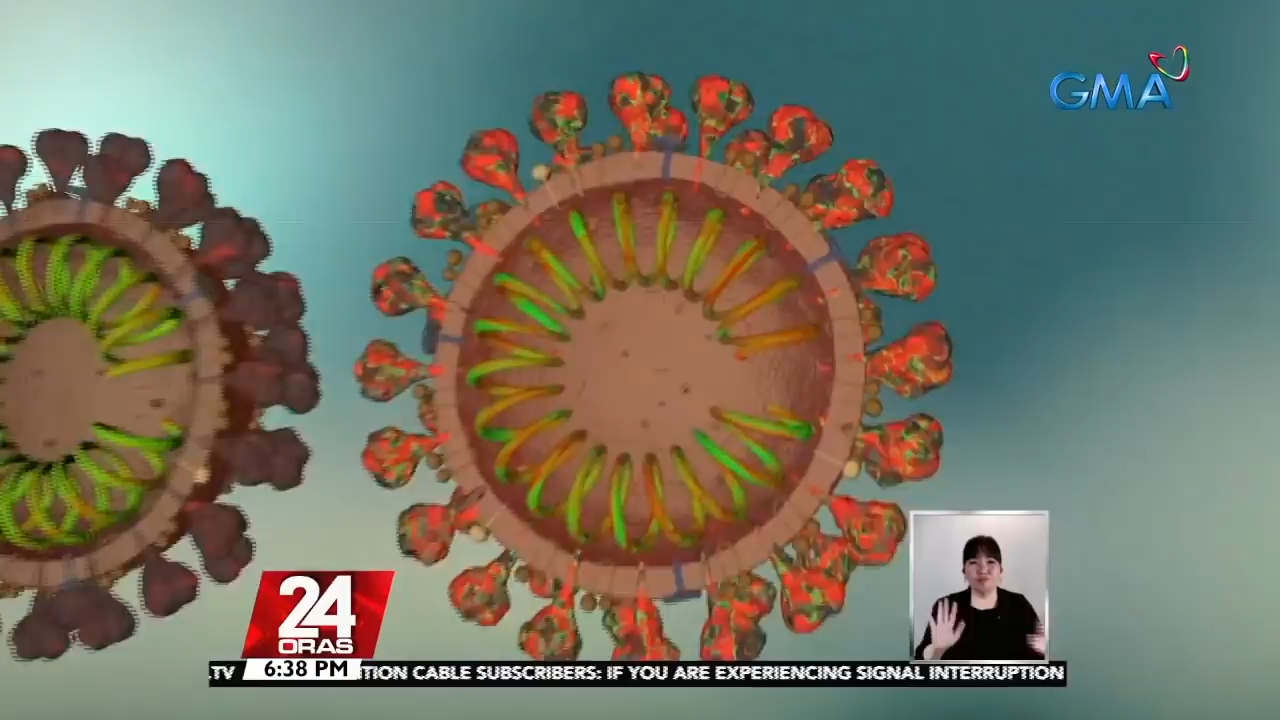 GMA
24
ORAS
6:38 PM
.TV
TION CABLE SUBSCRIBERS: IF YOU ARE EXPERIENCING SIGNAL INTERRUPTION